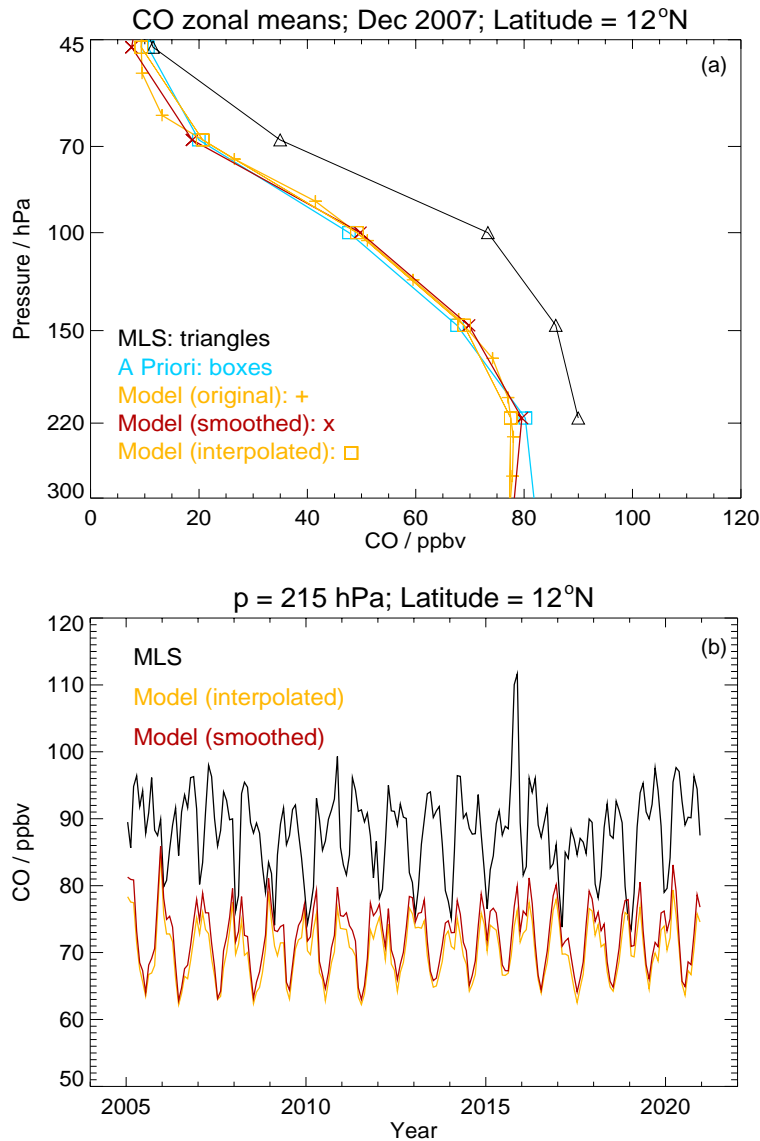 CO zonal means; Dec 2007; Latitude = 12°N
(a)
45
70
100
150
220
300
Pressure / hPa
MLS: triangles
A Priori: boxes
Model (original): +
Model (smoothed): x
Model (interpolated): □
0 20 40 60 80 100 120
CO / ppbv
p = 215 hPa; Latitude = 12°N
(b)
120
110
100
90
80
70
60
50
CO / ppbv
MLS
Model (interpolated)
Model (smoothed)
2005 2010 2015 2020
Year